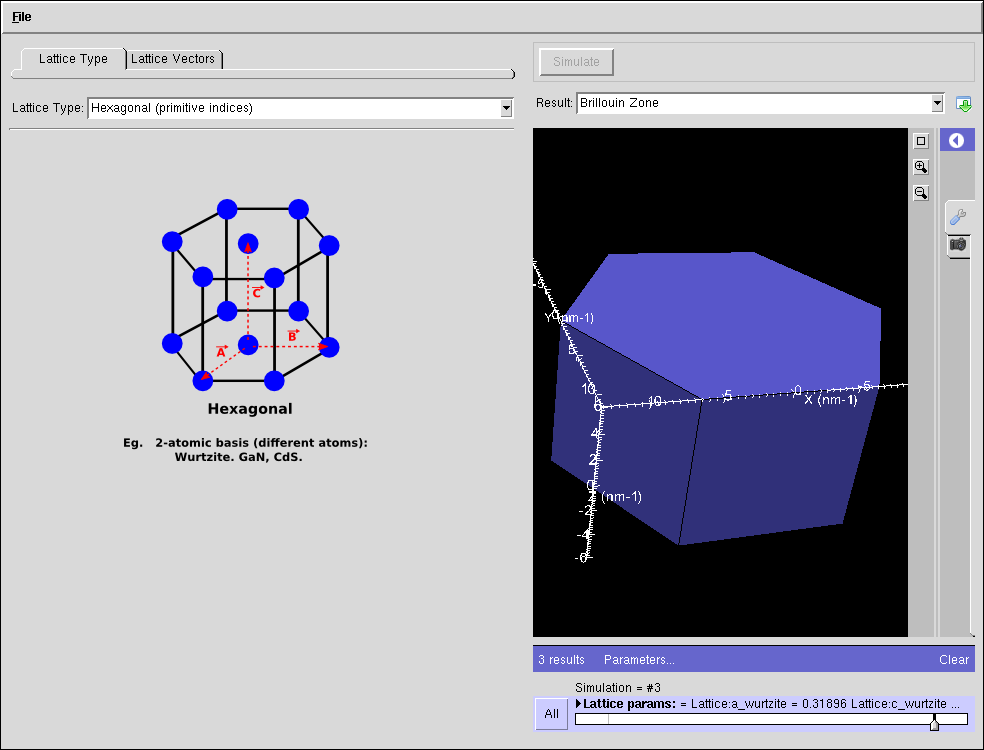 File
Lattice Type
Lattice Vectors
Lattice Type: Hexagonal (primitive indices)
A
B
C
Hexagonal
Eg. 2-atomic basis (different atoms):
Wurtzite. GaN, CdS.
Simulate
Result: Brillouin Zone
-5
0
Y (nm-1)
5
10
6
10
5
0
-5
X (nm-1)
4
2
0
Z (nm-1)
-2
-4
-6
3 results Parameters... Clear
Simulation = #3
All
Lattice params: = Lattice:a_wurtzite = 0.31896 Lattice:c_wurtzite ...